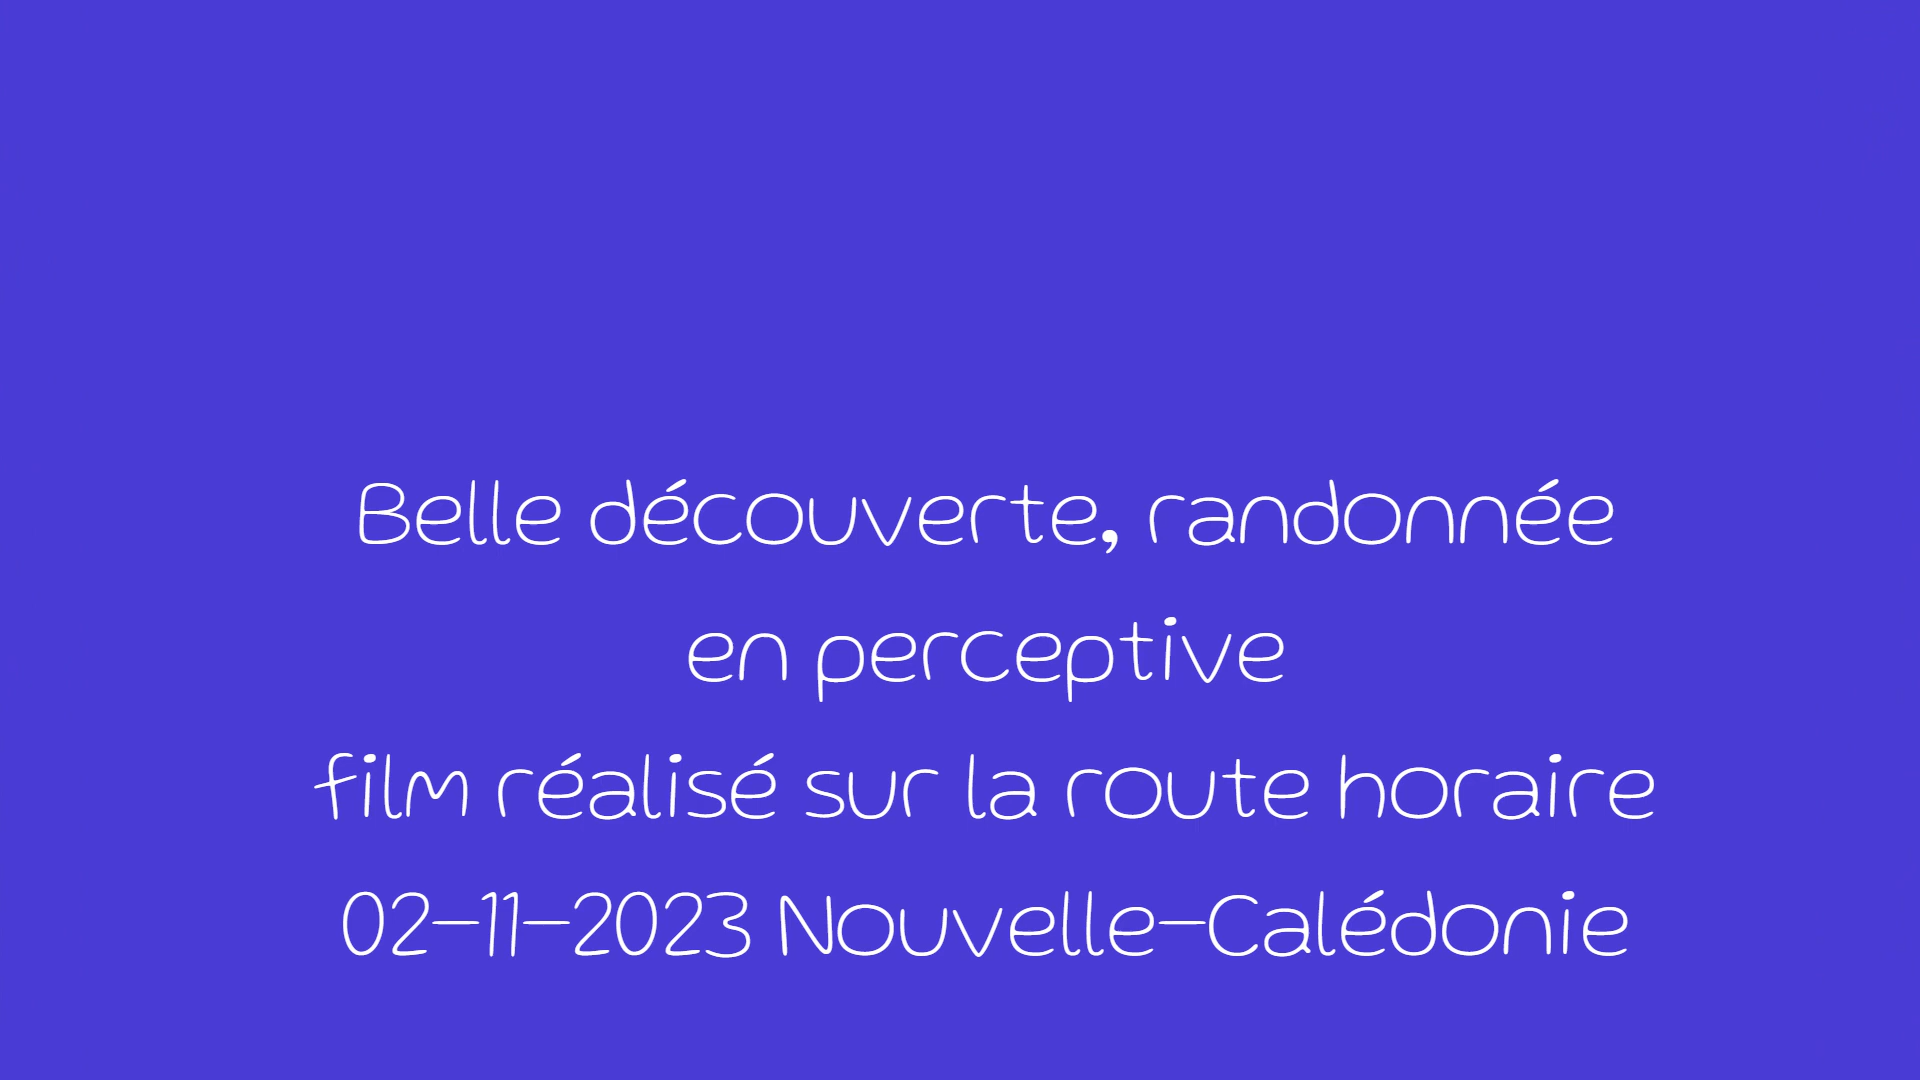 Belle découverte, randonnée
en perceptive
film réalisé sur la route horaire
02-11-2023 Nouvelle-Calédonie